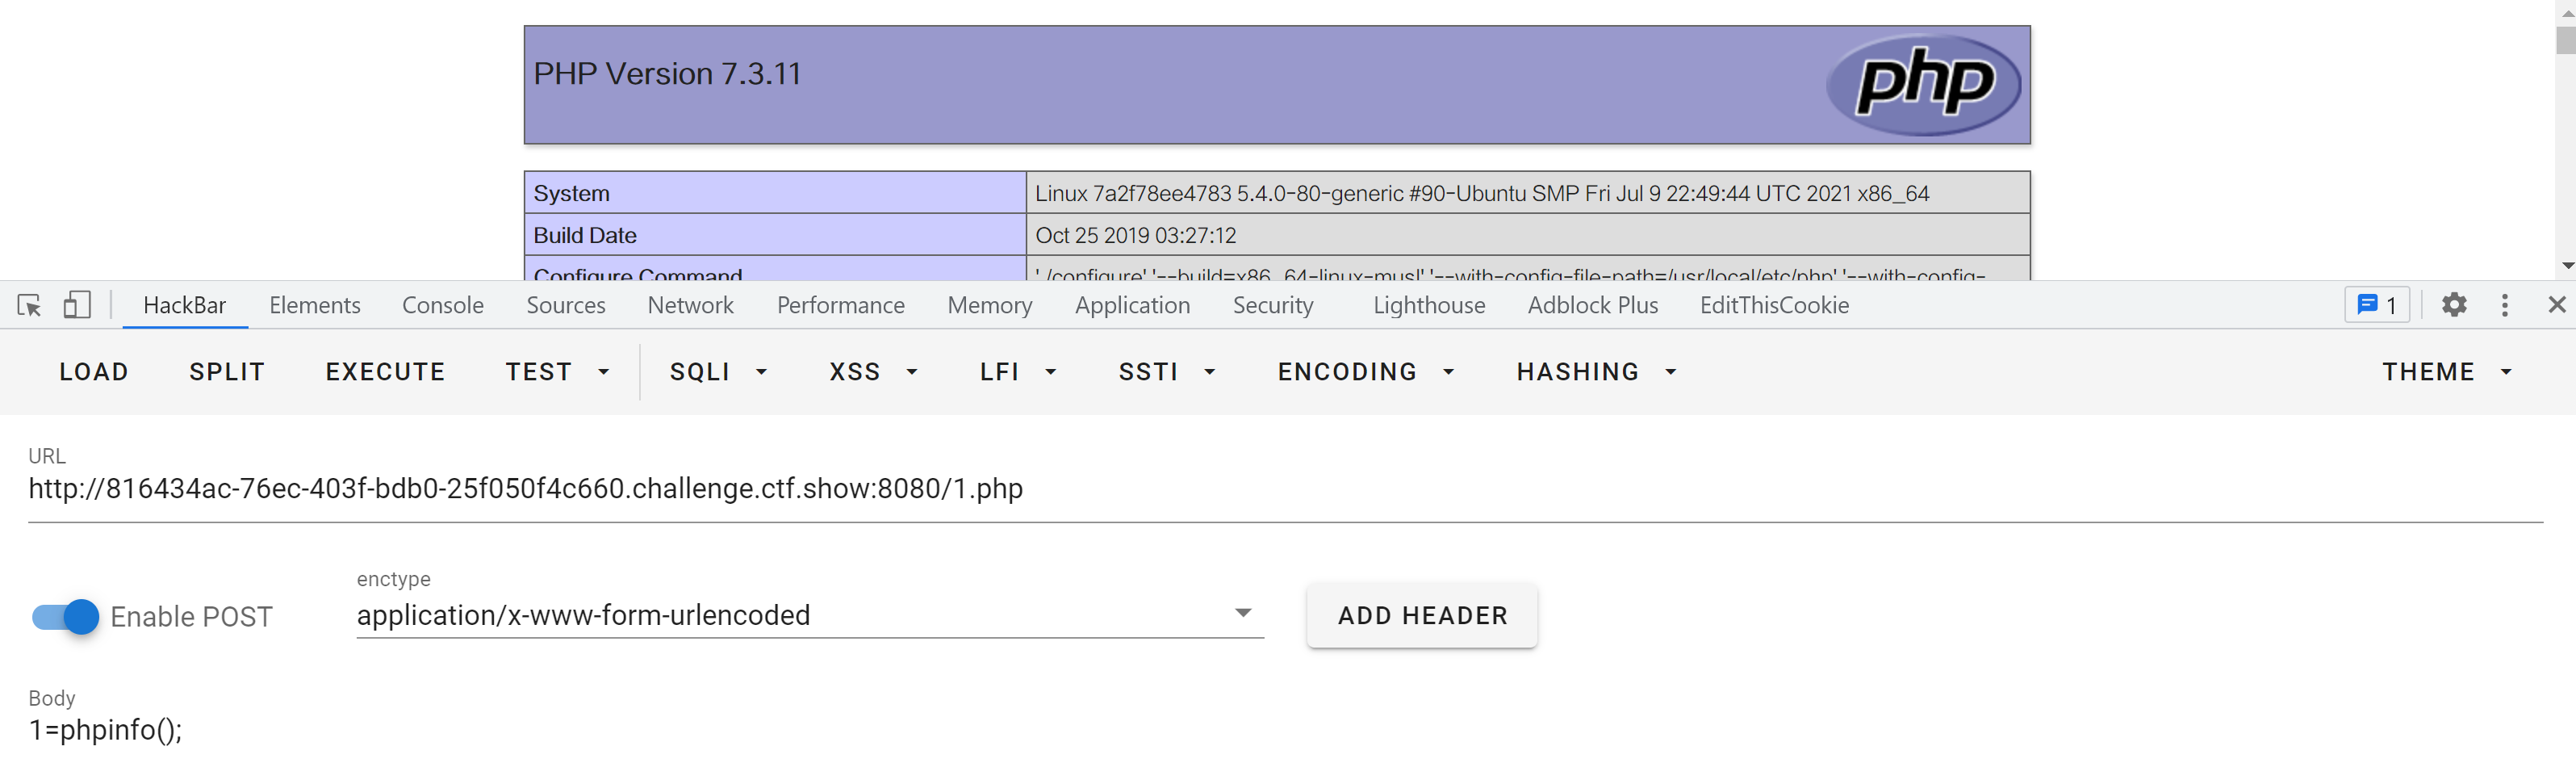 PHP Version 7.3.11
php
System Linux 7a2f78ee4783 5.4.0-80-generic #90-Ubuntu SMP Fri Jul 9 22:49:44 UTC 2021 x86_64
Build Date Oct 25 2019 03:27:12
Configure Command './configure' '--build=x86_64-linux-musl' '--with-config-file-path=/usr/local/etc/php' '--with-config-
HackBar Elements Console Sources Network Performance Memory Application Security Lighthouse Adblock Plus EditThisCookie 1
LOAD SPLIT EXECUTE TEST SQLI XSS LFI SSTI ENCODING HASHING THEME
URL
http://816434ac-76ec-403f-bdb0-25f050f4c660.challenge.ctf.show:8080/1.php
enctype
Enable POST application/x-www-form-urlencoded ADD HEADER
Body
1=phpinfo();